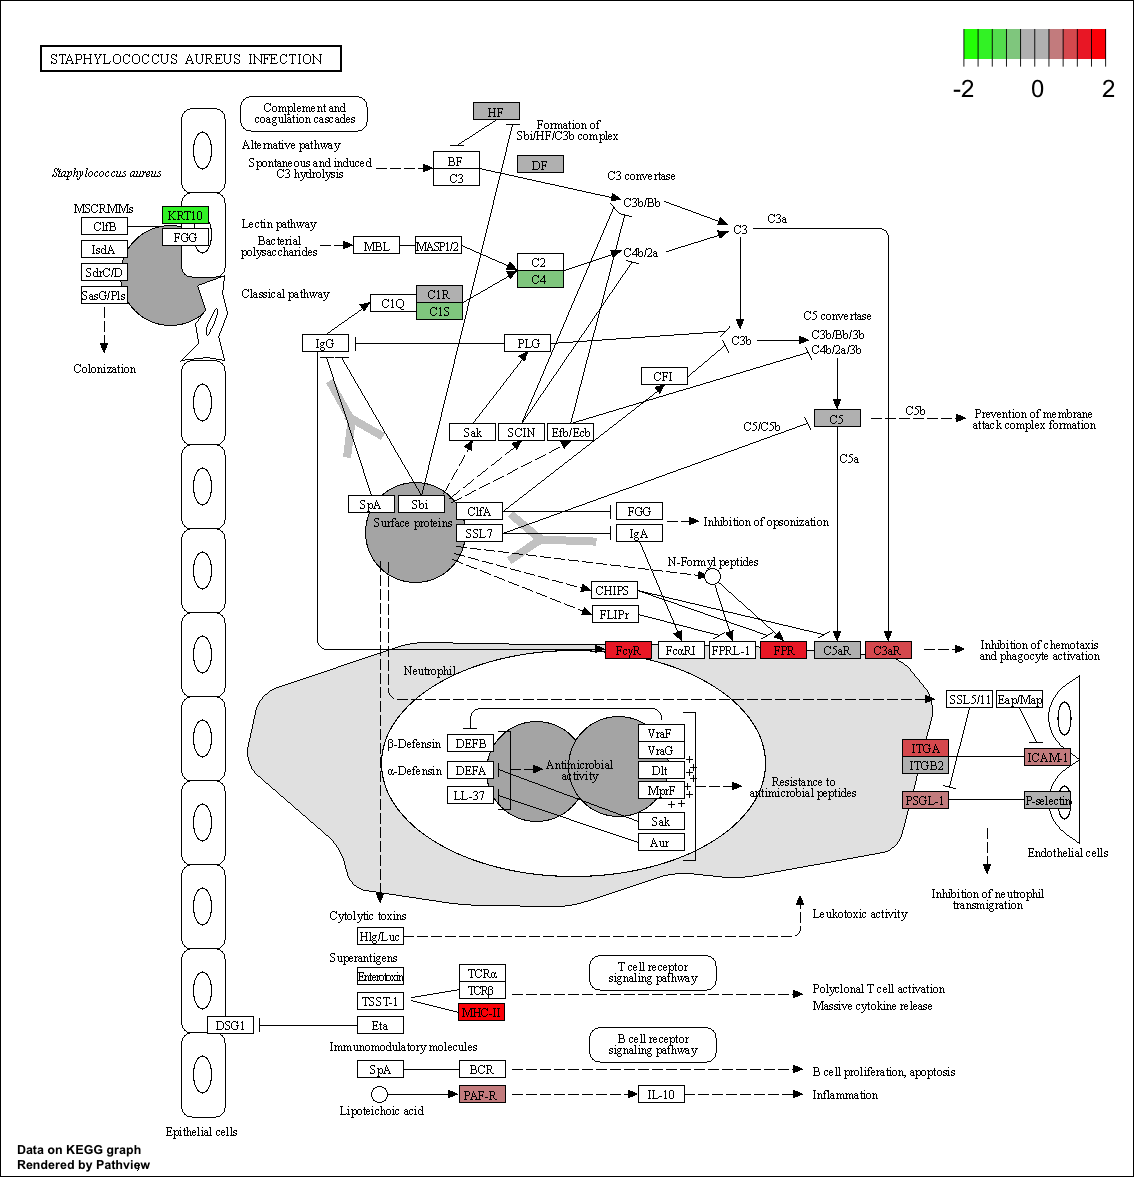 STAPHYLOCOCCUS AUREUS INFECTION
-2 0 2
Complement and
coagulation cascades
HF
Formation of
Sbi/HF/C3b complex
Alternative pathway
Spontaneous and induced
C3 hydrolysis
BF
C3
DF
C3 convertase
C3b/Bb
Staphylococcus aureus
MSCRMMs
ClfB
IsdA
SdrC/D
SasG/Pls
KRT10
FGG
Colonization
Lectin pathway
Bacterial
polysaccharides
MBL
MASP1/2
C2
C4
C4b/2a
C3
C3a
Classical pathway
C1Q
C1R
C1S
IgG
PLG
C3b
C5 convertase
C3b/Bb/3b
C4b/2a/3b
CFI
C5
C5b
Prevention of membrane
attack complex formation
C5/C5b
C5a
Sak
SCIN
Efb/Ecb
SpA
Sbi
Surface proteins
ClfA
SSL7
FGG
IgA
Inhibition of opsonization
N-Formyl peptides
CHIPS
FLIPr
FcγR
FcαRI
FPRL-1
FPR
C5aR
C3aR
Inhibition of chemotaxis
and phagocyte activation
Neutrophil
SSL5/11
Eap/Map
β-Defensin
DEFB
α-Defensin
DEFA
LL-37
Antimicrobial
activity
VraF
VraG
Dlt
MprF
Sak
Aur
+
+
+
+
+
+
+ +
Resistance to
antimicrobial peptides
ITGA
ITGB2
ICAM-1
PSGL-1
P-selectin
Endothelial cells
Inhibition of neutrophil
transmigration
Cytolytic toxins
Hlg/Luc
Leukotoxic activity
Superantigens
Enterotoxin
TSST-1
Eta
DSG1
TCRα
TCRβ
MHC-II
T cell receptor
signaling pathway
Polyclonal T cell activation
Massive cytokine release
Immunomodulatory molecules
SpA
BCR
B cell receptor
signaling pathway
B cell proliferation, apoptosis
Lipoteichoic acid
PAF-R
IL-10
Inflammation
Epithelial cells
Data on KEGG graph
Rendered by Pathview